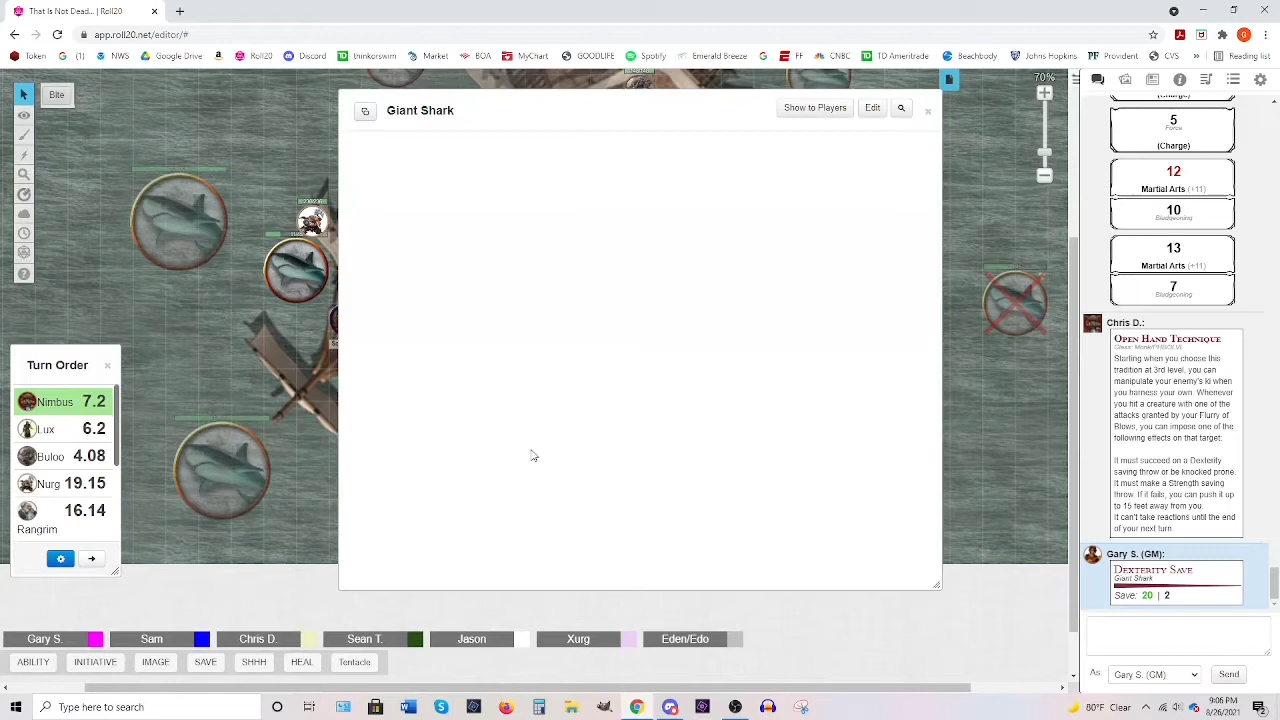 That Is Not Dead... Roll20
app.roll20.net/editor/#
Token
(1)
NWS
Google Drive
Roll20
Discord
thinkorswim
Market
BOA
MyChart
GOODLIFE
Spotify
Emerald Breeze
FF
CNBC
TD Ameritrade
Beachbody
Johns Hopkins
Provident
CVS
»
Reading list
Bite
Giant Shark
Show to Players
Edit
70%
(Charge)
5
Force
(Charge)
12
Martial Arts (+11)
10
Bludgeoning
13
Martial Arts (+11)
7
Bludgeoning
Chris D.:
OPEN HAND TECHNIQUE
Starting when you choose this
tradition at 3rd level, you can
manipulate your enemy's ki when
you harness your own. Whenever
you hit a creature with one of the
attacks granted by your Flurry of
Blows, you can impose one of the
following effects on that target:
It must succeed on a Dexterity
saving throw or be knocked prone.
It must make a Strength saving
throw. If it fails, you can push it up
to 15 feet away from you.
It can't take reactions until the end
of your next turn
Gary S. (GM):
DEXTERITY SAVE
Giant Shark
Save: 20 | 2
Turn Order
Nimbus 7.2
Lux 6.2
Buloo 4.08
Nurg 19.15
16.14
Rangrim
Gary S.
Sam
Chris D.
Sean T.
Jason
Xurg
Eden/Edo
ABILITY
INITIATIVE
IMAGE
SAVE
SHHH
HEAL
Tentacle
As:
Gary S. (GM)
Send
Type here to search
80°F Clear
9:06 PM
8/26/2021